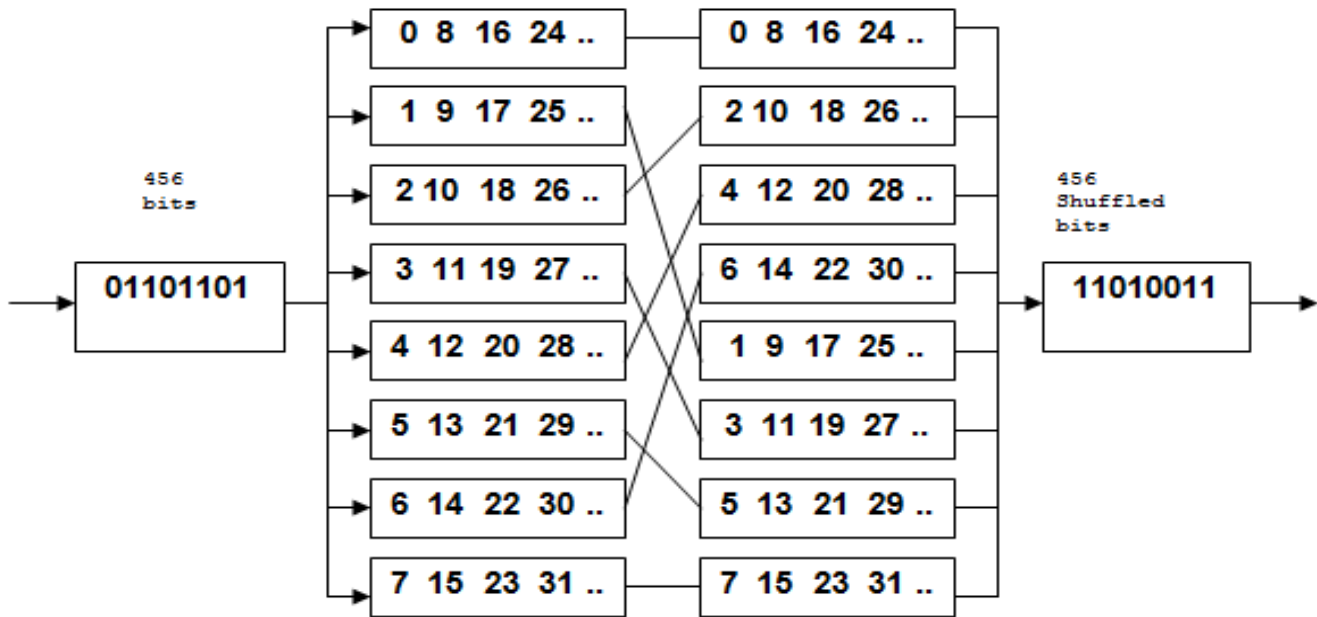 456
bits
01101101
0 8 16 24 ..
1 9 17 25 ..
2 10 18 26 ..
3 11 19 27 ..
4 12 20 28 ..
5 13 21 29 ..
6 14 22 30 ..
7 15 23 31 ..
0 8 16 24 ..
2 10 18 26 ..
4 12 20 28 ..
6 14 22 30 ..
1 9 17 25 ..
3 11 19 27 ..
5 13 21 29 ..
7 15 23 31 ..
456
Shuffled
bits
11010011